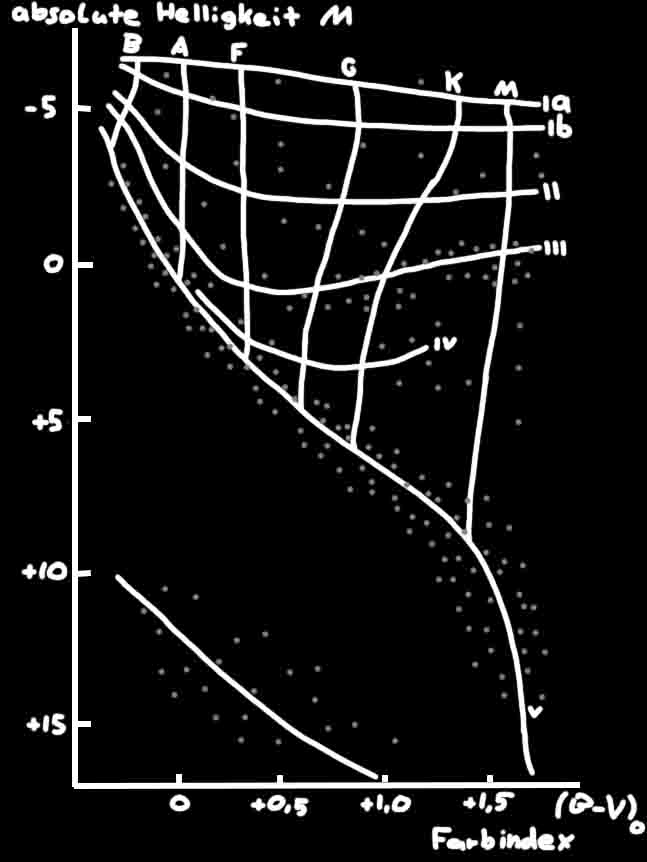 absolute Helligkeit M
B A F G K M
-5
Ia
Ib
II
0
III
IV
+5
+10
+15
V
0 +0,5 +1,0 +1,5 (B-V)₀
Farbindex